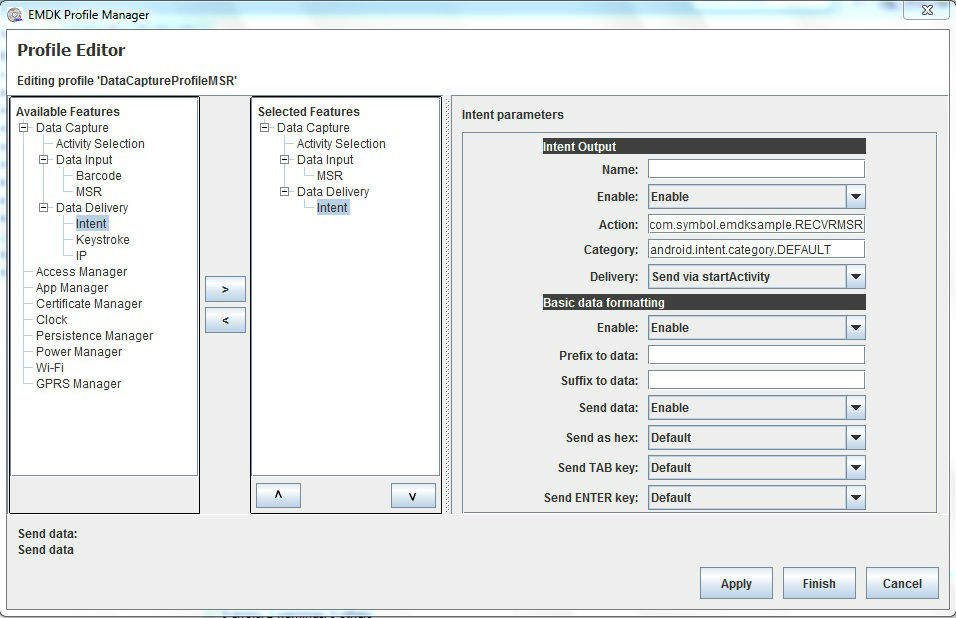 EMDK Profile Manager
Profile Editor
Editing profile 'DataCaptureProfileMSR'
Available Features
Data Capture
Activity Selection
Data Input
Barcode
MSR
Data Delivery
Intent
Keystroke
IP
Access Manager
App Manager
Certificate Manager
Clock
Persistence Manager
Power Manager
Wi-Fi
GPRS Manager
>
<
Selected Features
Data Capture
Activity Selection
Data Input
MSR
Data Delivery
Intent
Intent parameters
Intent Output
Name:
Enable: Enable
Action: com.symbol.emdksample.RECVRMSR
Category: android.intent.category.DEFAULT
Delivery: Send via startActivity
Basic data formatting
Enable: Enable
Prefix to data:
Suffix to data:
Send data: Enable
Send as hex: Default
Send TAB key: Default
Send ENTER key: Default
Send data:
Send data
Apply Finish Cancel